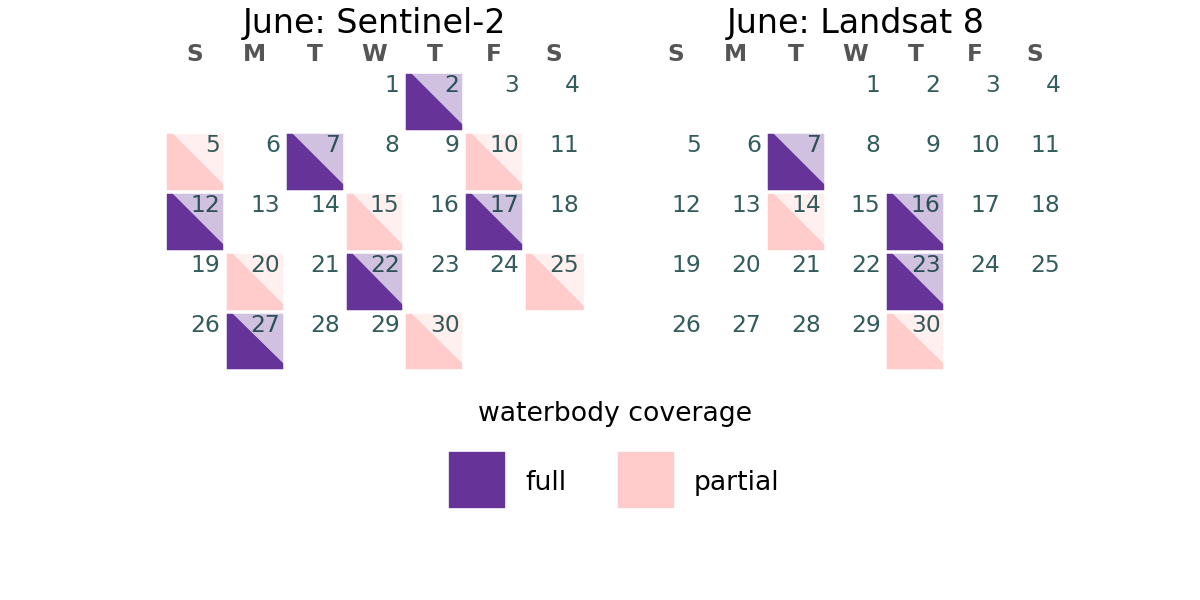 June: Sentinel-2
S M T W T F S
1 2 3 4
5 6 7 8 9 10 11
12 13 14 15 16 17 18
19 20 21 22 23 24 25
26 27 28 29 30
June: Landsat 8
S M T W T F S
1 2 3 4
5 6 7 8 9 10 11
12 13 14 15 16 17 18
19 20 21 22 23 24 25
26 27 28 29 30
waterbody coverage
full partial